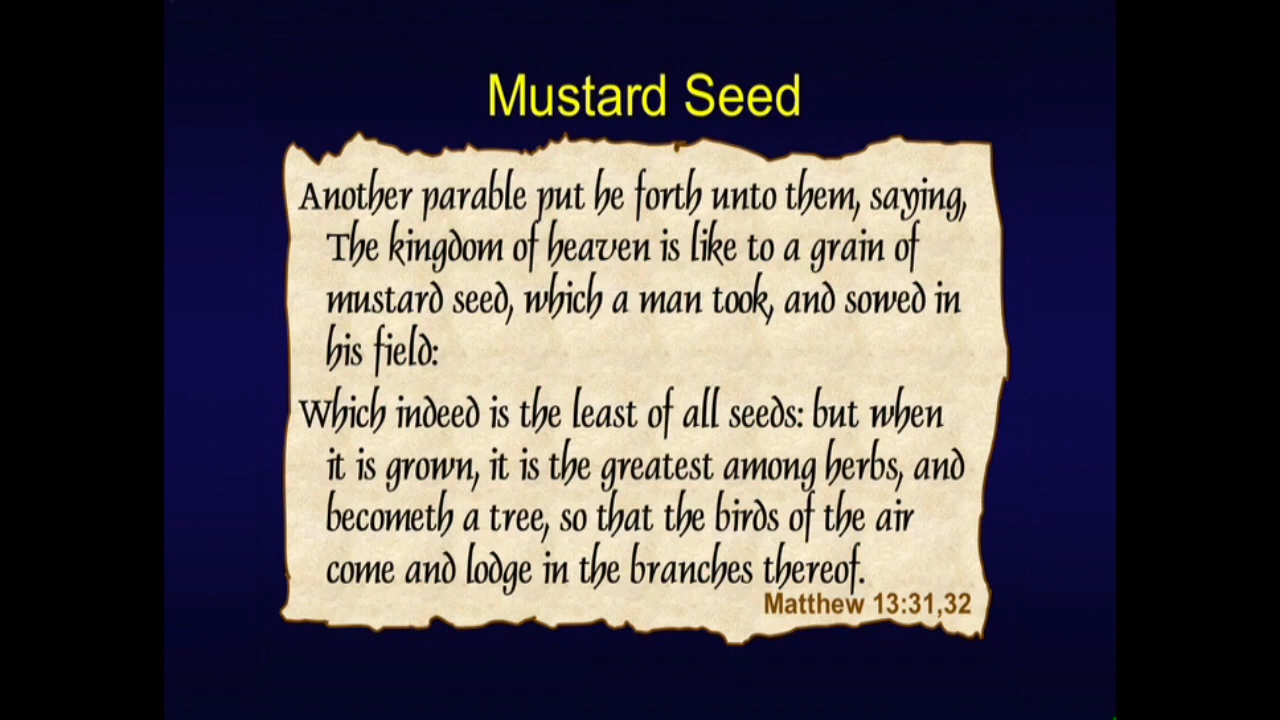 Mustard Seed
Another parable put he forth unto them, saying,
The kingdom of heaven is like to a grain of
mustard seed, which a man took, and sowed in
his field:
Which indeed is the least of all seeds: but when
it is grown, it is the greatest among herbs, and
becometh a tree, so that the birds of the air
come and lodge in the branches thereof.
Matthew 13:31,32